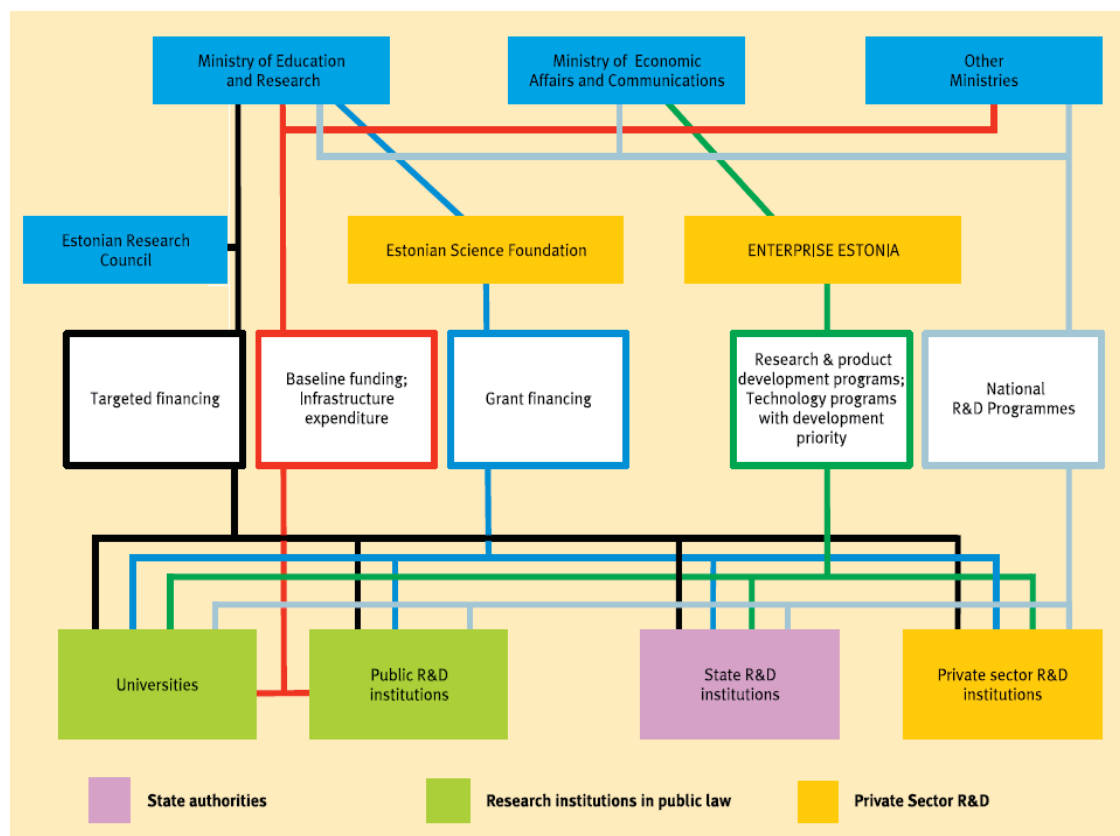 Ministry of Education
and Research
Ministry of Economic
Affairs and Communications
Other
Ministries
Estonian Research
Council
Estonian Science Foundation
ENTERPRISE ESTONIA
Targeted financing
Baseline funding;
Infrastructure
expenditure
Grant financing
Research & product
development programs;
Technology programs
with development
priority
National
R&D Programmes
Universities
Public R&D
institutions
State R&D
institutions
Private sector R&D
institutions
State authorities
Research institutions in public law
Private Sector R&D